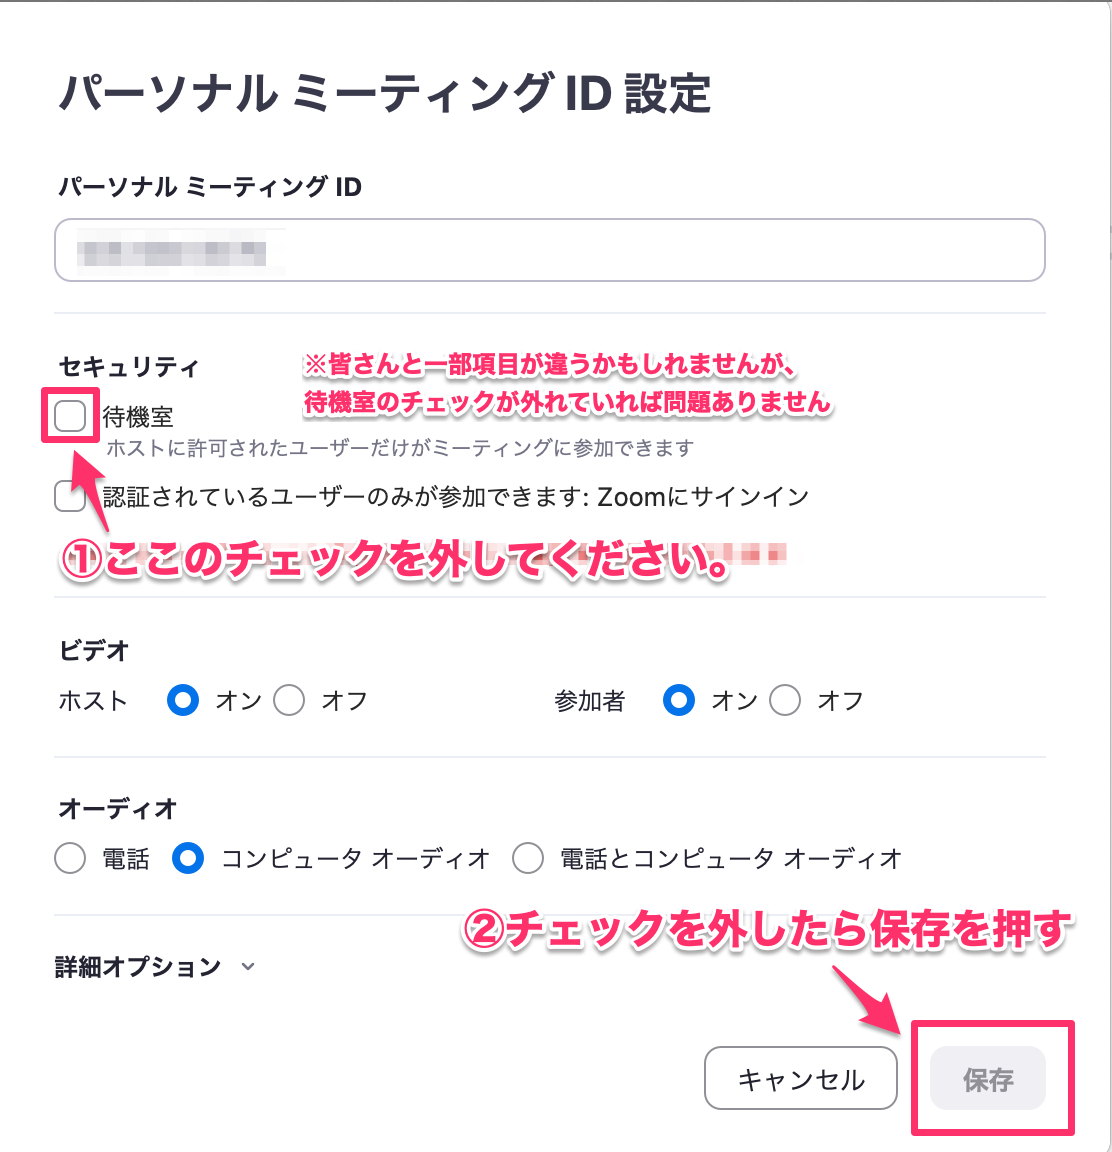 パーソナル ミーティング ID 設定
パーソナル ミーティング ID
セキュリティ
※皆さんと一部項目が違うかもしれませんが、
待機室のチェックが外れていれば問題ありません
待機室
ホストに許可されたユーザーだけがミーティングに参加できます
認証されているユーザーのみが参加できます: Zoomにサインイン
①ここのチェックを外してください。
ビデオ
ホスト オン オフ 参加者 オン オフ
オーディオ
電話 コンピュータ オーディオ 電話とコンピュータ オーディオ
②チェックを外したら保存を押す
詳細オプション
キャンセル 保存